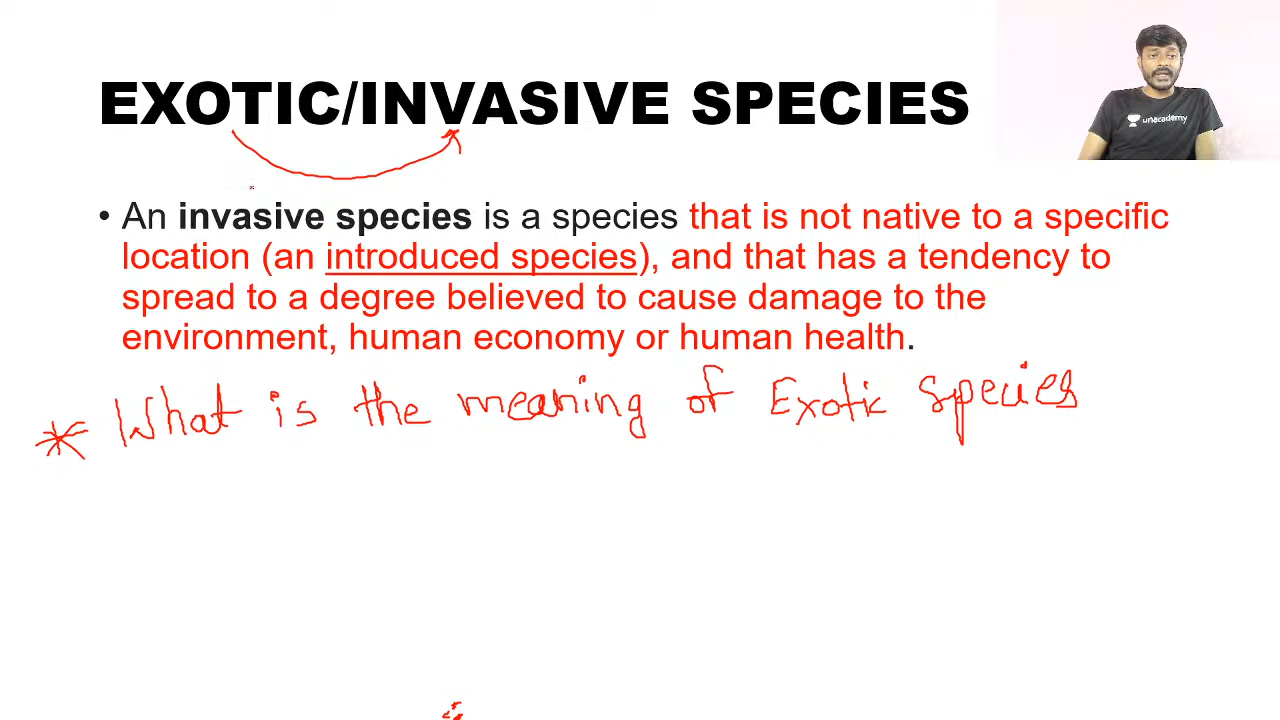 EXOTIC/INVASIVE SPECIES
unacademy
• An invasive species is a species that is not native to a specific
location (an introduced species), and that has a tendency to
spread to a degree believed to cause damage to the
environment, human economy or human health.
* What is the meaning of Exotic Species